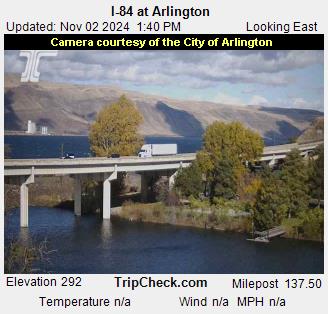 I-84 at Arlington
Updated: Nov 02 2024 1:40 PM Looking East
Camera courtesy of the City of Arlington
Elevation 292 TripCheck.com Milepost 137.50
Temperature n/a Wind n/a MPH n/a